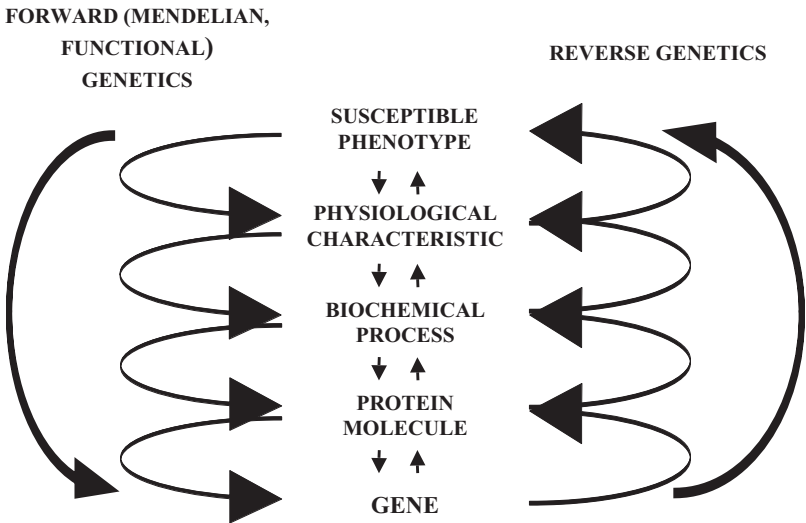 FORWARD (MENDELIAN,
FUNCTIONAL)
GENETICS
REVERSE GENETICS
SUSCEPTIBLE
PHENOTYPE
PHYSIOLOGICAL
CHARACTERISTIC
BIOCHEMICAL
PROCESS
PROTEIN
MOLECULE
GENE